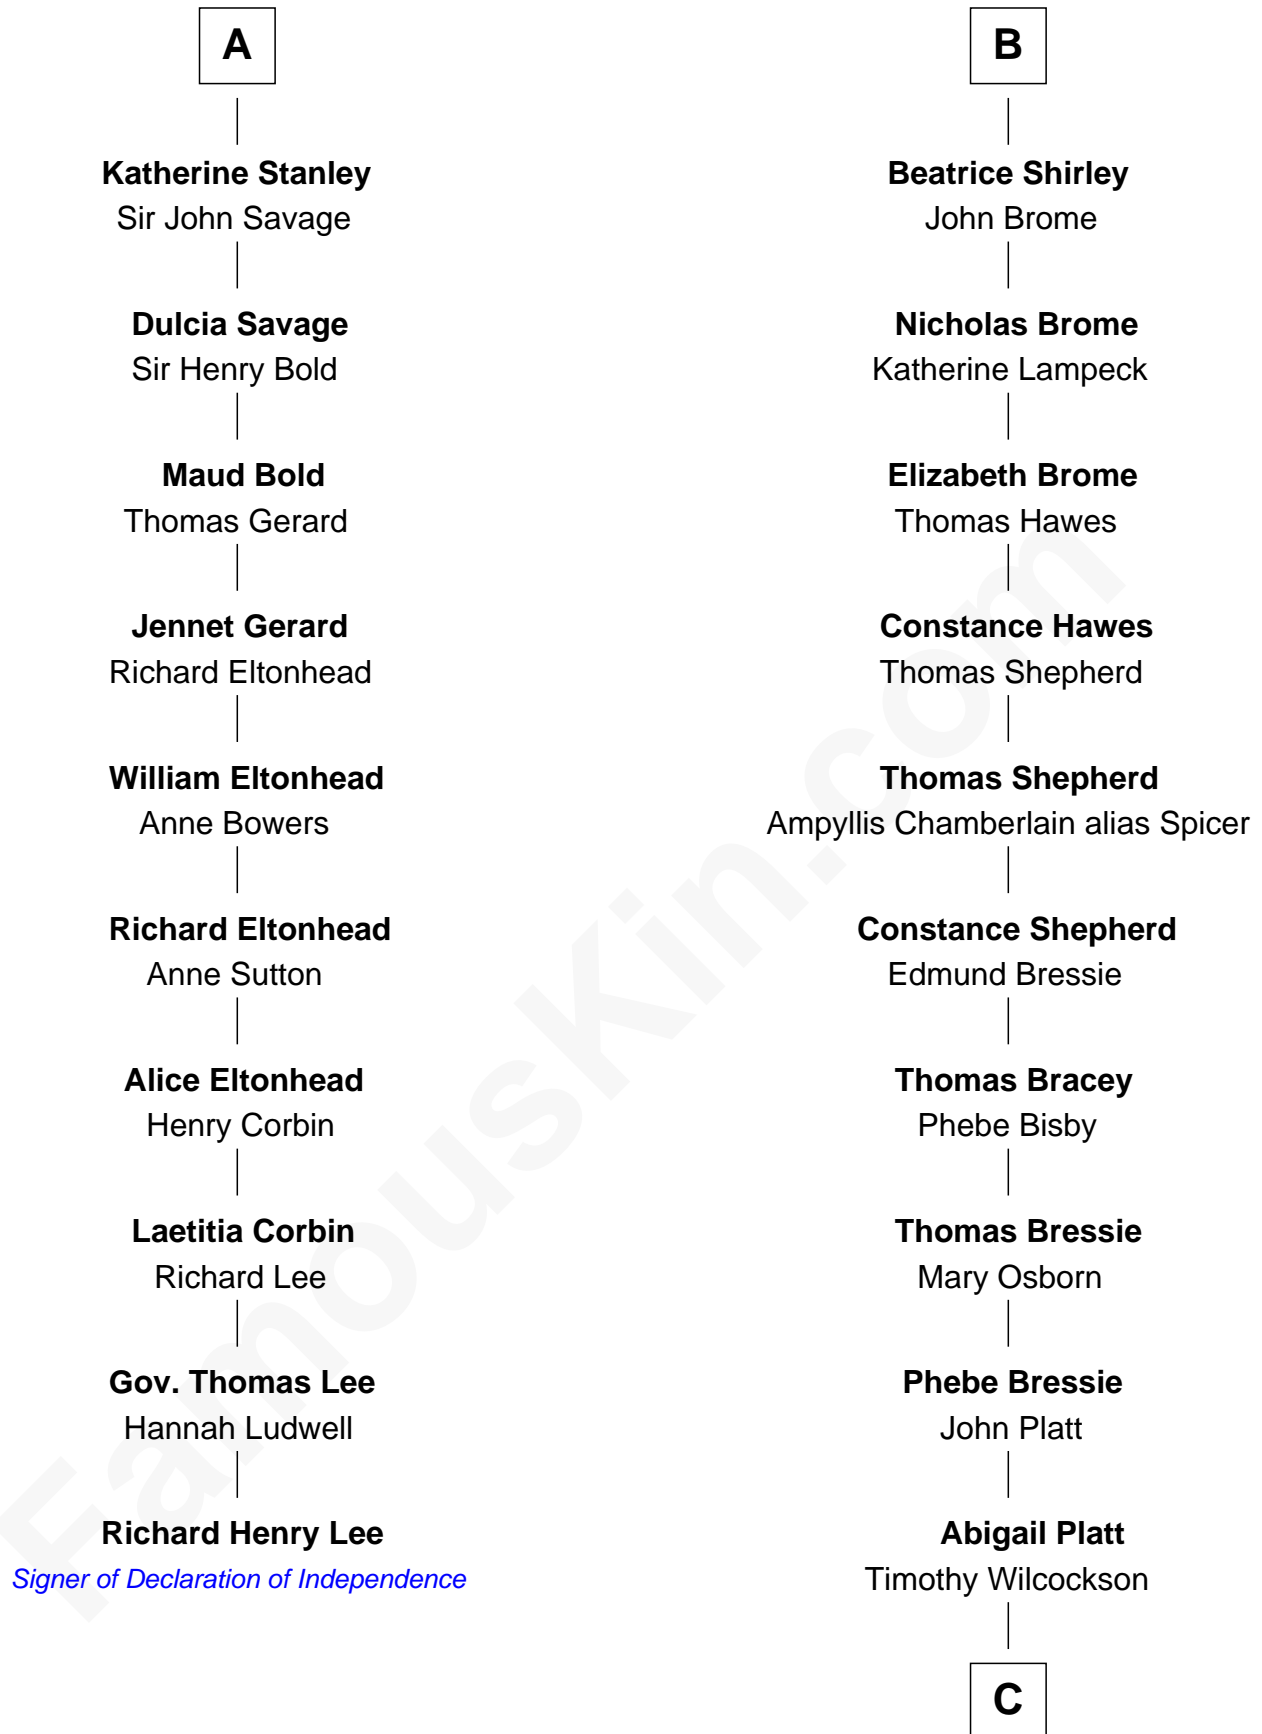 A
Katherine Stanley
Sir John Savage
Dulcia Savage
Sir Henry Bold
Maud Bold
Thomas Gerard
Jennet Gerard
Richard Eltonhead
William Eltonhead
Anne Bowers
Richard Eltonhead
Anne Sutton
Alice Eltonhead
Henry Corbin
Laetitia Corbin
Richard Lee
Gov. Thomas Lee
Hannah Ludwell
Richard Henry Lee
Signer of Declaration of Independence
B
Beatrice Shirley
John Brome
Nicholas Brome
Katherine Lampeck
Elizabeth Brome
Thomas Hawes
Constance Hawes
Thomas Shepherd
Thomas Shepherd
Ampyllis Chamberlain alias Spicer
Constance Shepherd
Edmund Bressie
Thomas Bracey
Phebe Bisby
Thomas Bressie
Mary Osborn
Phebe Bressie
John Platt
Abigail Platt
Timothy Wilcockson
C
FamousKin.com